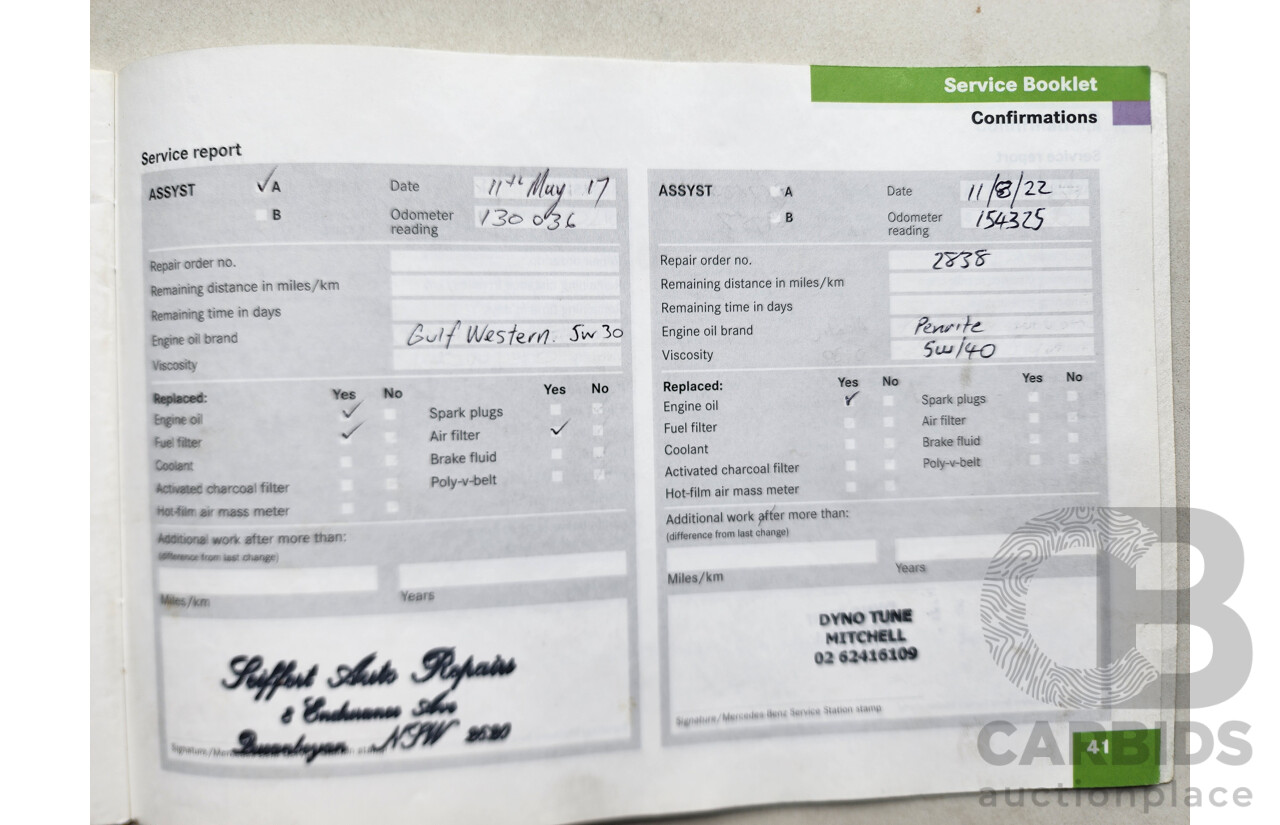 Service Booklet
Confirmations
Service report
ASSYST ✓ A Date 11th May 17
B Odometer reading 130 036
Repair order no.
Remaining distance in miles/km
Remaining time in days
Engine oil brand Gulf Western 5w30
Viscosity
Replaced: Yes No Yes No
Engine oil ✓ Spark plugs
Fuel filter ✓ Air filter ✓
Coolant Brake fluid
Activated charcoal filter Poly-v-belt
Hot-film air mass meter
Additional work after more than:
(difference from last change)
Miles/km Years
Seiffert Auto Repairs
8 Endurance Ave
Queanbeyan NSW 2620
Signature/
ASSYST A Date 11/8/22
B Odometer reading 154325
Repair order no. 2838
Remaining distance in miles/km
Remaining time in days
Engine oil brand Penrite
Viscosity 5w/40
Replaced: Yes No Yes No
Engine oil ✓ Spark plugs
Fuel filter Air filter
Coolant Brake fluid
Activated charcoal filter Poly-v-belt
Hot-film air mass meter
Additional work after more than:
(difference from last change)
Miles/km Years
DYNO TUNE
MITCHELL
02 62416109
Signature/Mercedes-Benz Service Station stamp
41
CARBIDS
auctionplace